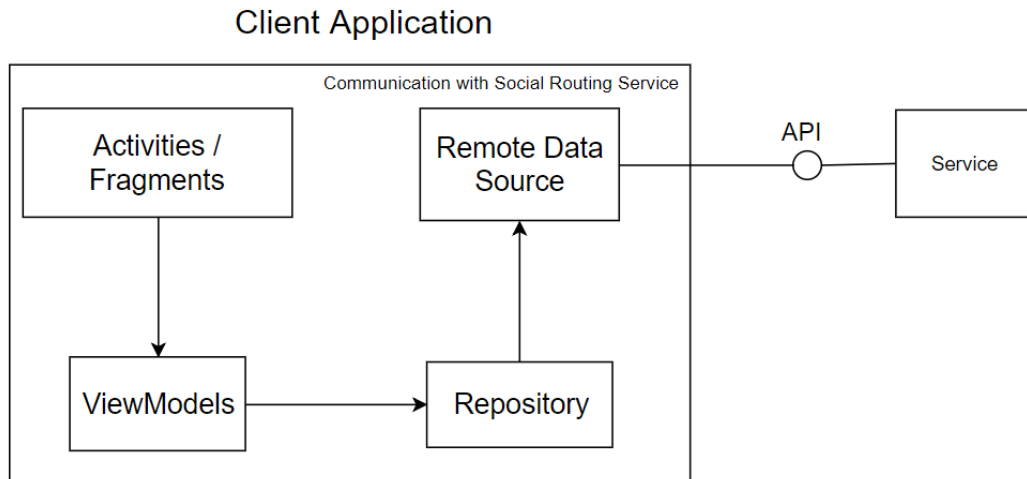 Client Application
Communication with Social Routing Service
Activities /
Fragments
Remote Data
Source
API
Service
ViewModels
Repository